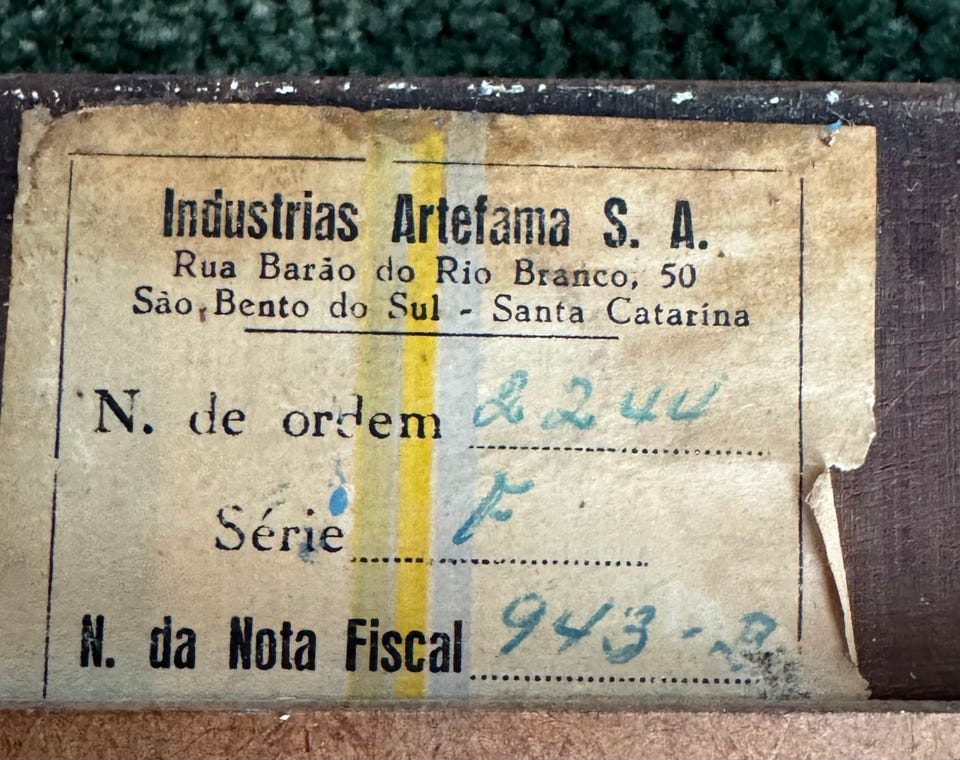 Industrias Artefama S. A.
Rua Barão do Rio Branco, 50
São Bento do Sul - Santa Catarina
N. de ordem 2244
Série F
N. da Nota Fiscal 943-